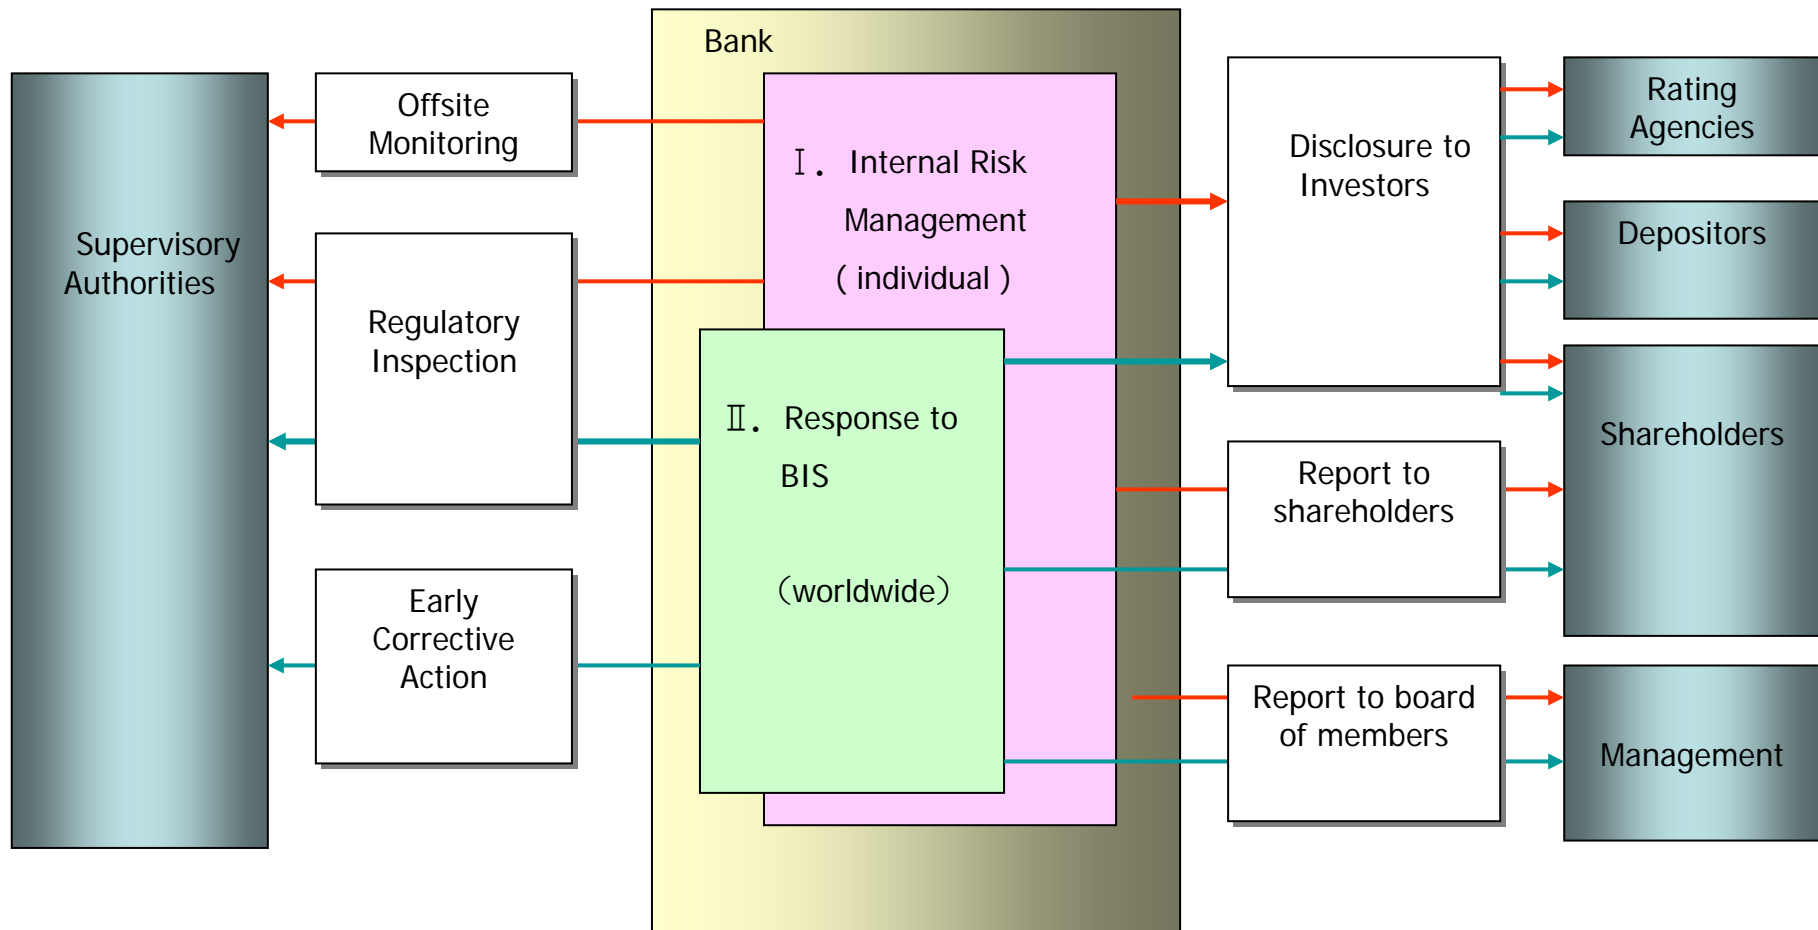 Bank
Supervisory
Authorities
Offsite
Monitoring
Regulatory
Inspection
Early
Corrective
Action
Ⅰ. Internal Risk
Management
( individual )
Ⅱ. Response to
BIS
(worldwide)
Disclosure to
Investors
Report to
shareholders
Report to board
of members
Rating
Agencies
Depositors
Shareholders
Management